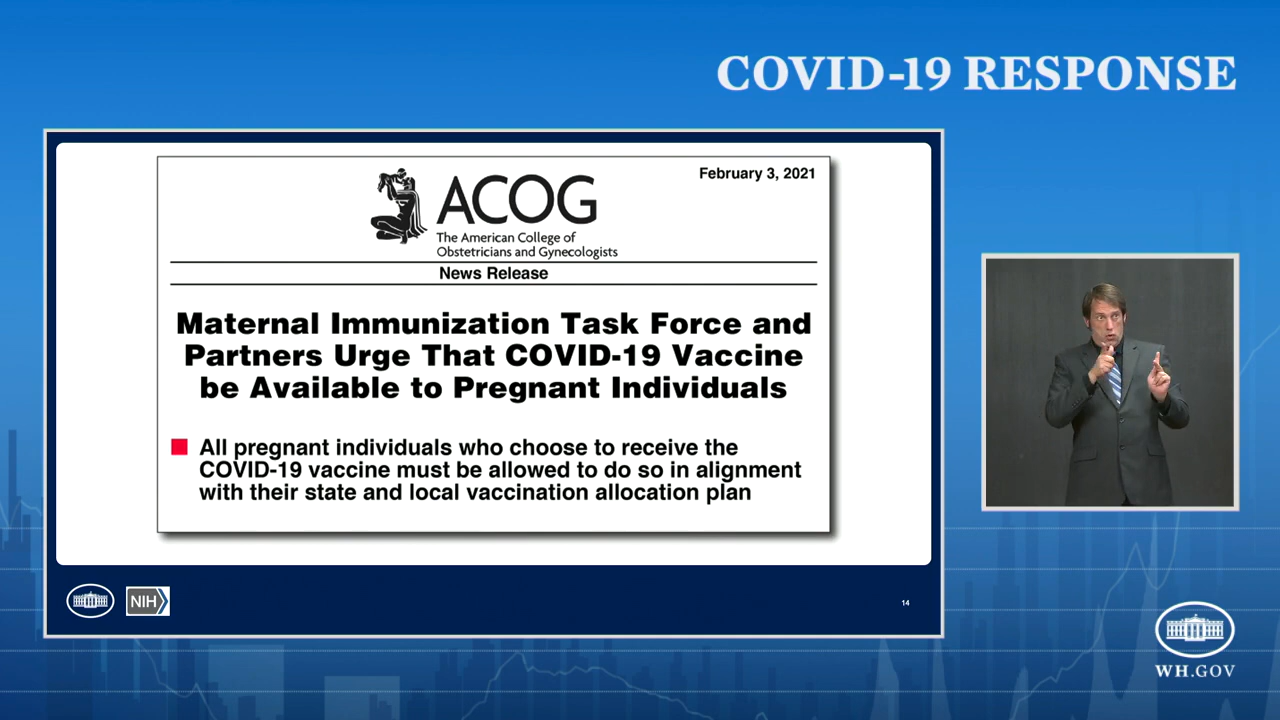 COVID-19 RESPONSE
February 3, 2021
ACOG
The American College of
Obstetricians and Gynecologists
News Release
Maternal Immunization Task Force and
Partners Urge That COVID-19 Vaccine
be Available to Pregnant Individuals
All pregnant individuals who choose to receive the
COVID-19 vaccine must be allowed to do so in alignment
with their state and local vaccination allocation plan
NIH
14
WH.GOV